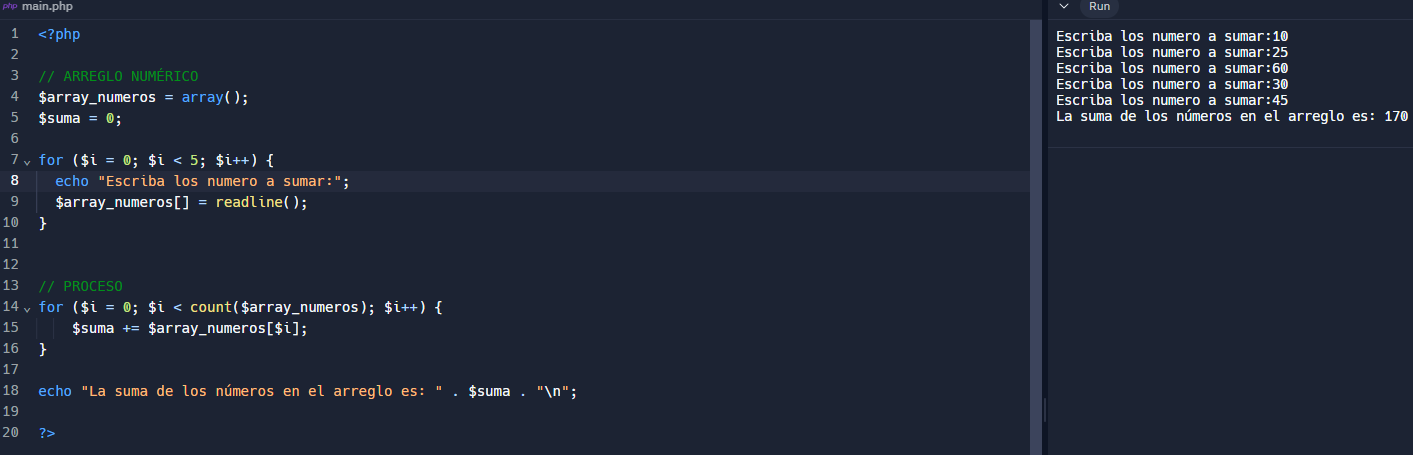 php main.php
1 <?php
2
3 // ARREGLO NUMÉRICO
4 $array_numeros = array();
5 $suma = 0;
6
7 for ($i = 0; $i < 5; $i++) {
8 echo "Escriba los numero a sumar:";
9 $array_numeros[] = readline();
10 }
11
12
13 // PROCESO
14 for ($i = 0; $i < count($array_numeros); $i++) {
15 $suma += $array_numeros[$i];
16 }
17
18 echo "La suma de los números en el arreglo es: " . $suma . "\n";
19
20 ?>
Run
Escriba los numero a sumar:10
Escriba los numero a sumar:25
Escriba los numero a sumar:60
Escriba los numero a sumar:30
Escriba los numero a sumar:45
La suma de los números en el arreglo es: 170